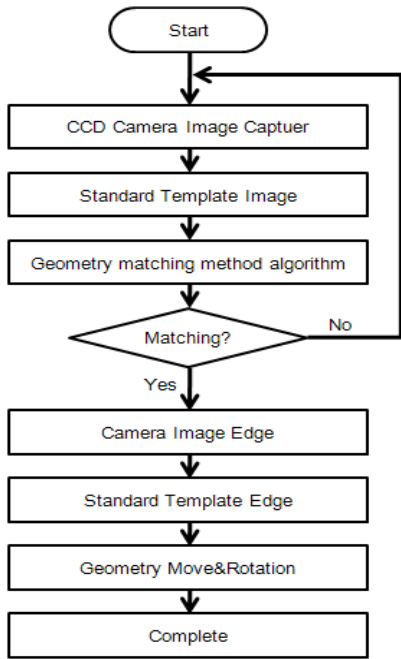 Start
CCD Camera Image Captuer
Standard Template Image
Geometry matching method algorithm
Matching?
No
Yes
Camera Image Edge
Standard Template Edge
Geometry Move&Rotation
Complete